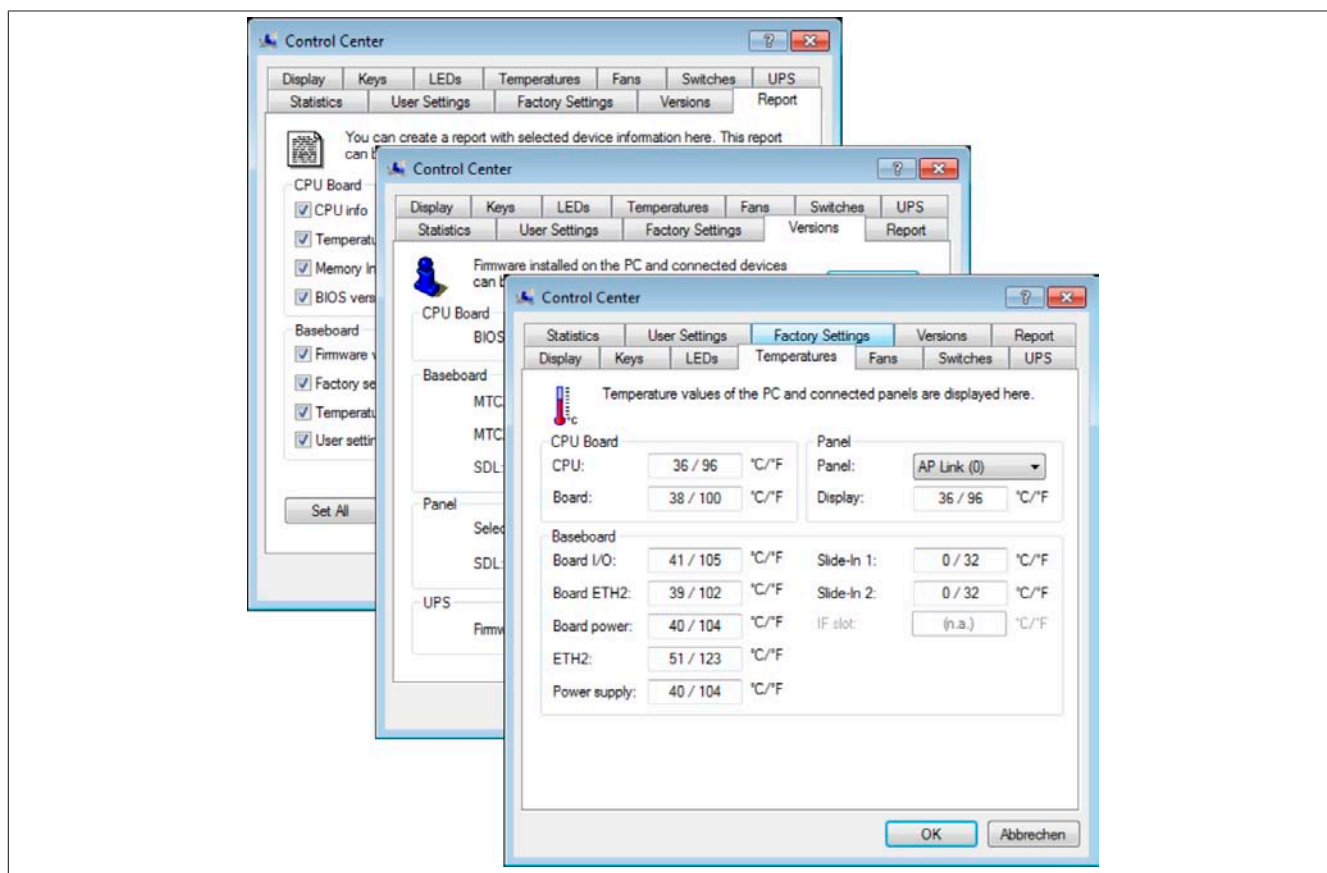 Control Center
Display Keys LEDs Temperatures Fans Switches UPS
Statistics User Settings Factory Settings Versions Report
You can create a report with selected device information here. This report
can
CPU Board
CPU info
Memory
BIOS
Baseboard
Firmware
Factory
User
Set All
Control Center
Display Keys LEDs Temperatures Fans Switches UPS
Statistics User Settings Factory Settings Versions Report
Firmware installed on the PC and connected devices
can
CPU Board
BIOS
Baseboard
MTC
MTC
SDL:
Panel
SDL:
UPS
Control Center
Statistics User Settings Factory Settings Versions Report
Display Keys LEDs Temperatures Fans Switches UPS
°C
Temperature values of the PC and connected panels are displayed here.
CPU Board
CPU: 36 / 96 °C/°F
Board: 38 / 100 °C/°F
Panel
Panel: AP Link (0)
Display: 36 / 96 °C/°F
Baseboard
Board I/O: 41 / 105 °C/°F Slide-In 1: 0 / 32 °C/°F
Board ETH2: 39 / 102 °C/°F Slide-In 2: 0 / 32 °C/°F
Board power: 40 / 104 °C/°F IF slot: (n.a.) °C/°F
ETH2: 51 / 123 °C/°F
Power supply: 40 / 104 °C/°F
OK Abbrechen